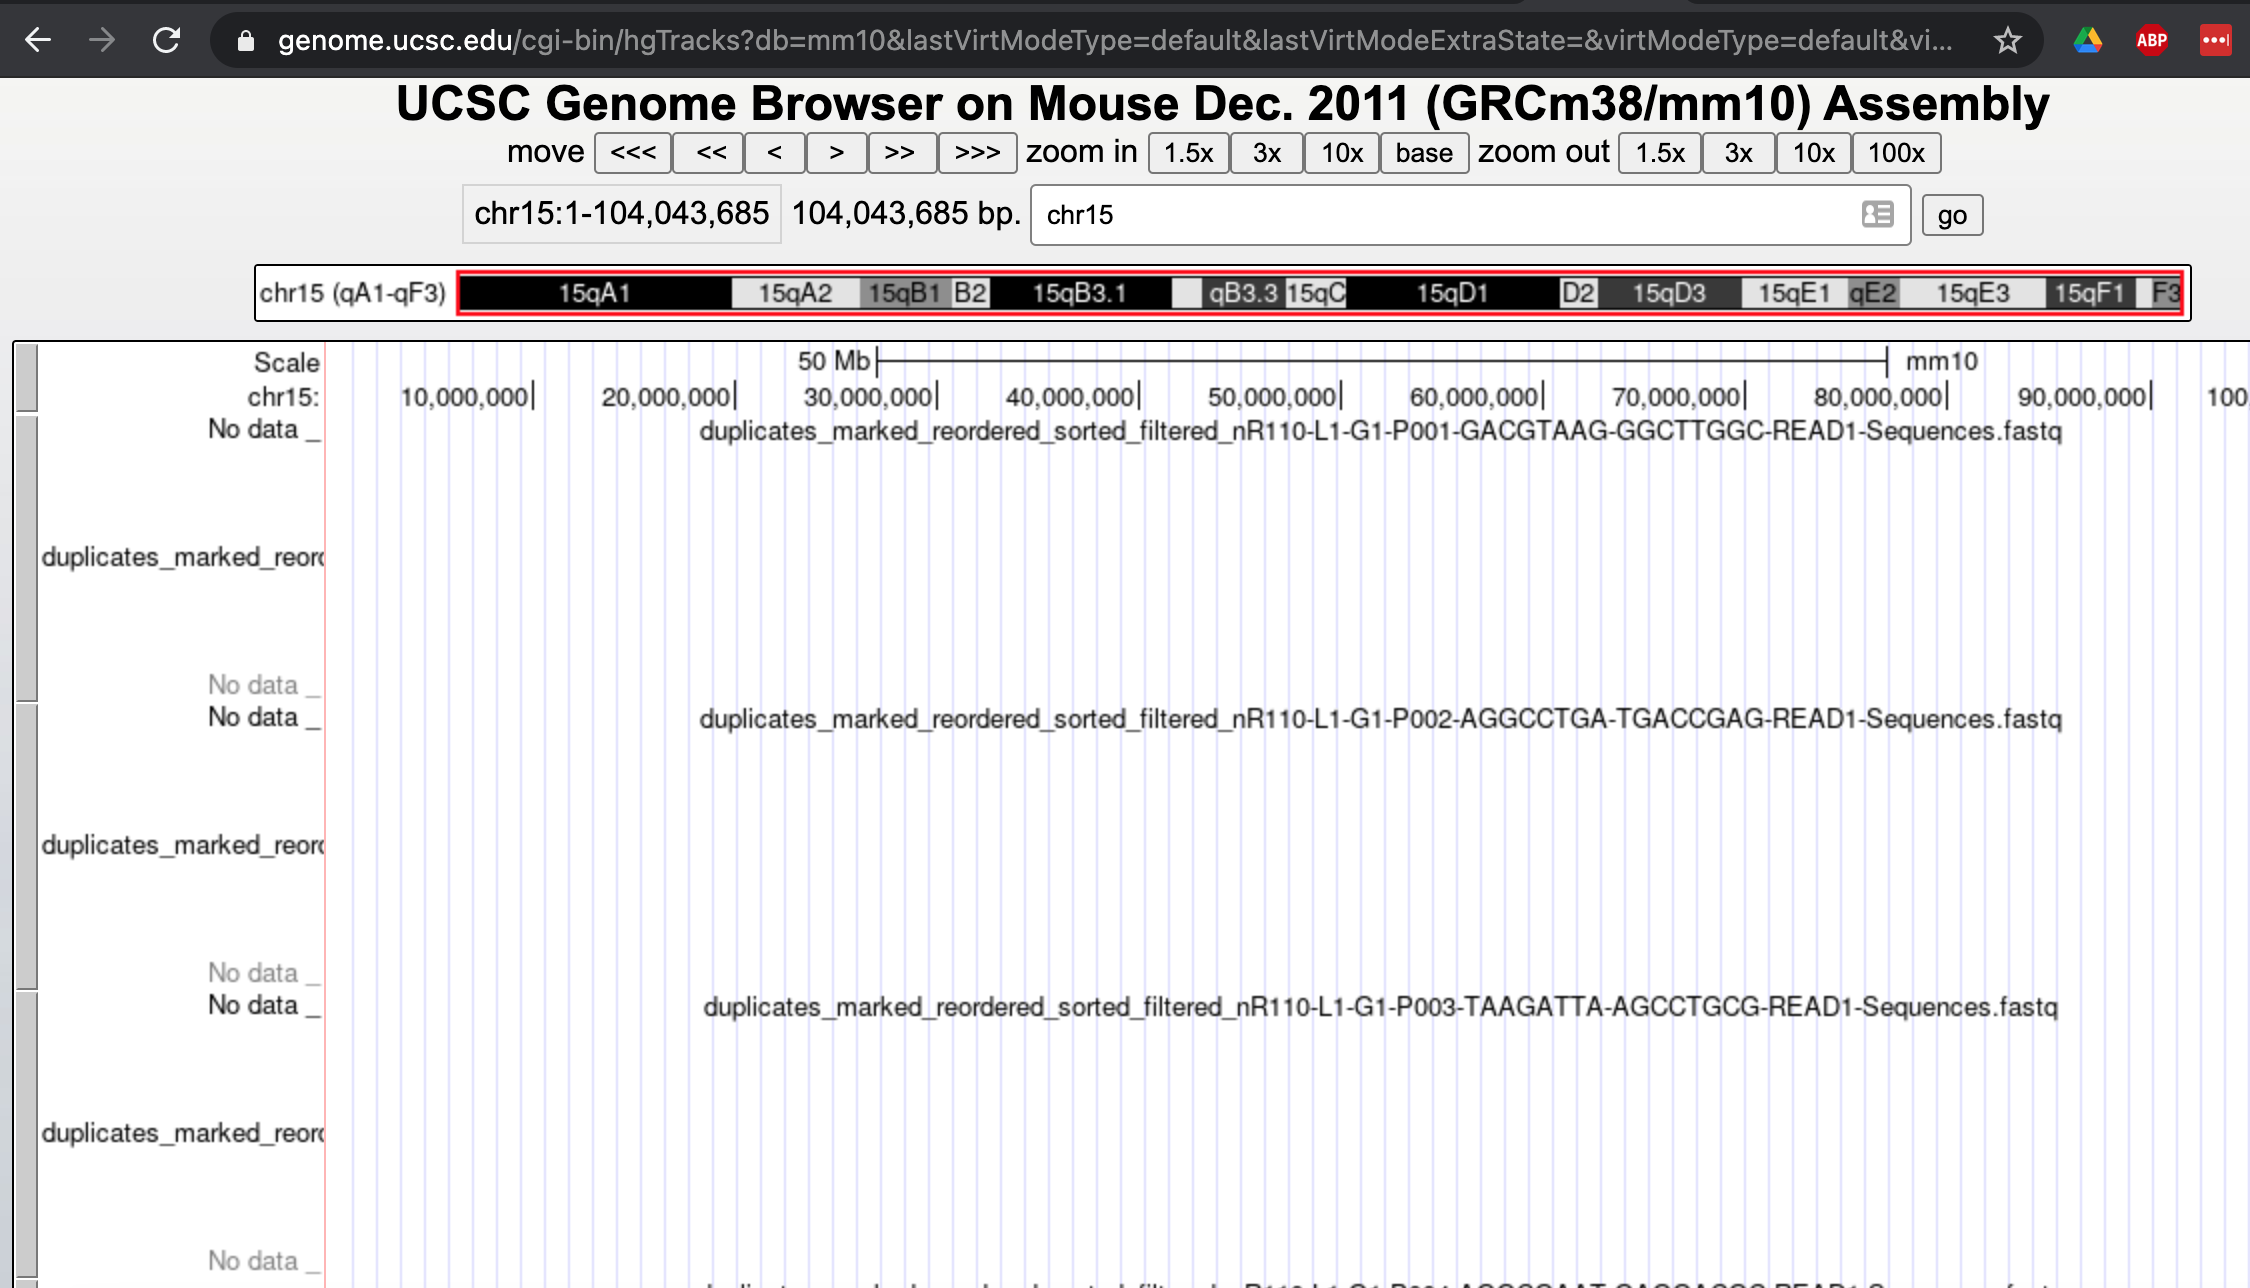 genome.ucsc.edu/cgi-bin/hgTracks?db=mm10&lastVirtModeType=default&lastVirtModeExtraState=&virtModeType=default&vi...
ABP
UCSC Genome Browser on Mouse Dec. 2011 (GRCm38/mm10) Assembly
move <<< << < > >> >>> zoom in 1.5x 3x 10x base zoom out 1.5x 3x 10x 100x
chr15:1-104,043,685 104,043,685 bp. chr15 go
chr15 (qA1-qF3) 15qA1 15qA2 15qB1 B2 15qB3.1 qB3.3 15qC 15qD1 D2 15qD3 15qE1 qE2 15qE3 15qF1 F3
Scale 50 Mb mm10
chr15: 10,000,000 20,000,000 30,000,000 40,000,000 50,000,000 60,000,000 70,000,000 80,000,000 90,000,000 100
No data _ duplicates_marked_reordered_sorted_filtered_nR110-L1-G1-P001-GACGTAAG-GGCTTGGC-READ1-Sequences.fastq
duplicates_marked_reord
No data _
No data _ duplicates_marked_reordered_sorted_filtered_nR110-L1-G1-P002-AGGCCTGA-TGACCGAG-READ1-Sequences.fastq
duplicates_marked_reord
No data _
No data _ duplicates_marked_reordered_sorted_filtered_nR110-L1-G1-P003-TAAGATTA-AGCCTGCG-READ1-Sequences.fastq
duplicates_marked_reord
No data _